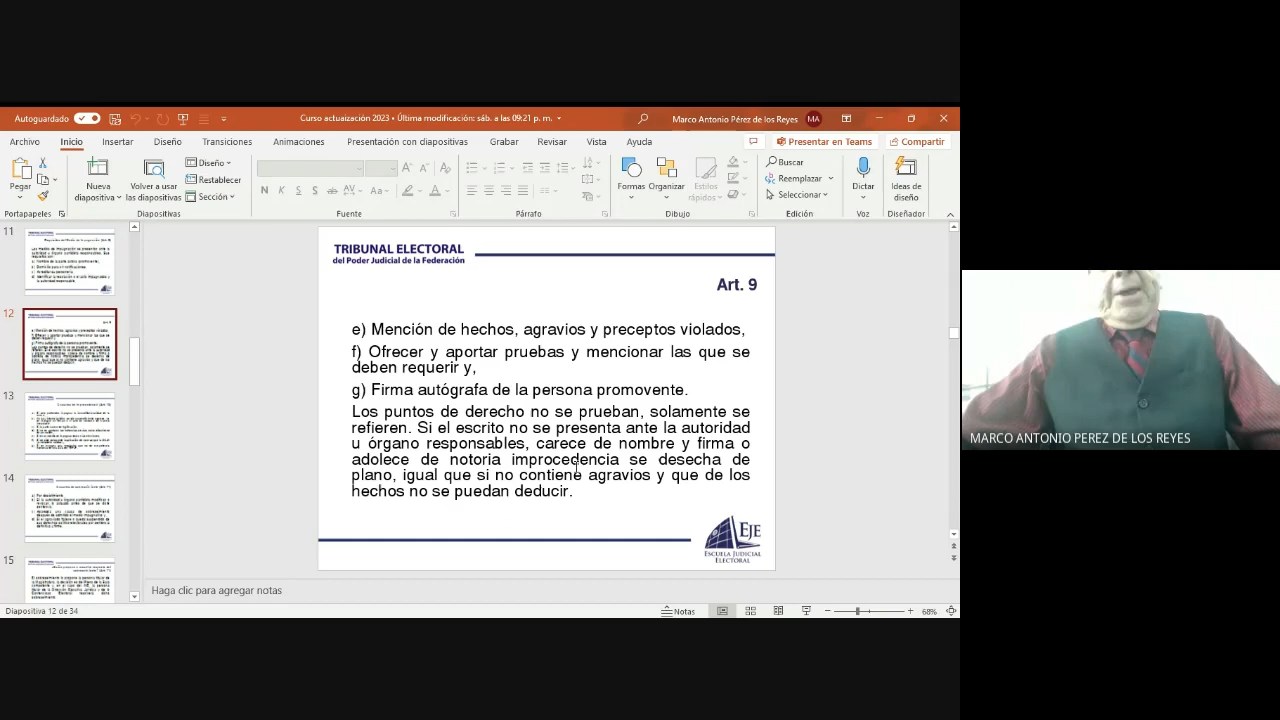 Autoguardado
Curso actuaización 2023 • Última modificación: sáb. a las 09:21 p. m.
Marco Antonio Pérez de los Reyes
MA
Archivo Inicio Insertar Diseño Transiciones Animaciones Presentación con diapositivas Grabar Revisar Vista Ayuda
Presentar en Teams
Compartir
Pegar
Nueva diapositiva
Volver a usar las diapositivas
Diseño
Restablecer
Sección
N K S S ab AV Aa A
Formas
Organizar
Estilos rápidos
Buscar
Reemplazar
Seleccionar
Dictar
Ideas de diseño
Portapapeles
Diapositivas
Fuente
Párrafo
Dibujo
Edición
Voz
Diseñador
11
12
13
14
15
TRIBUNAL ELECTORAL
del Poder Judicial de la Federación
Art. 9
e) Mención de hechos, agravios y preceptos violados,
f) Ofrecer y aportar pruebas y mencionar las que se
deben requerir y,
g) Firma autógrafa de la persona promovente.
Los puntos de derecho no se prueban, solamente se
refieren. Si el escrito no se presenta ante la autoridad
u órgano responsables, carece de nombre y firma o
adolece de notoria improcedencia se desecha de
plano, igual que si no contiene agravios y que de los
hechos no se puedan deducir.
EJE
ESCUELA JUDICIAL
ELECTORAL
MARCO ANTONIO PEREZ DE LOS REYES
Haga clic para agregar notas
Diapositiva 12 de 34
Notas
68%